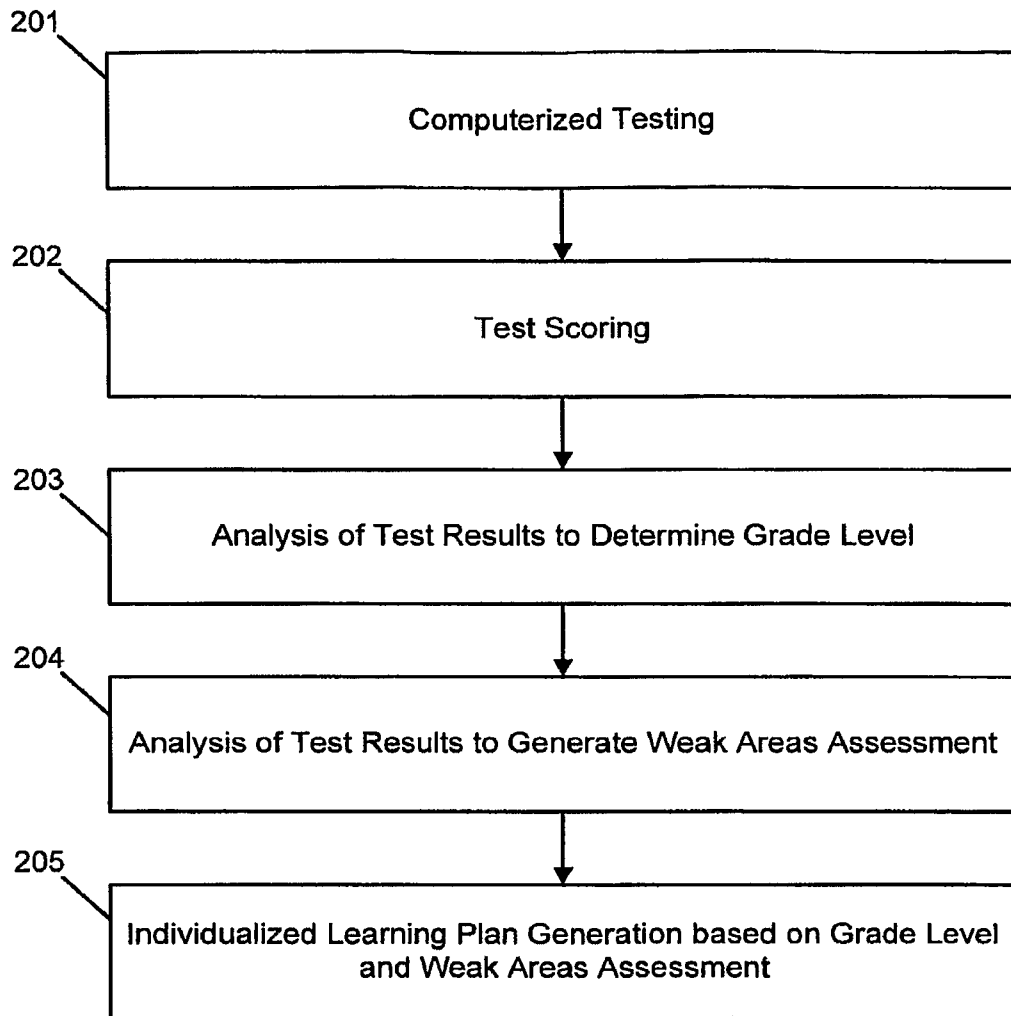 201
Computerized Testing
202
Test Scoring
203
Analysis of Test Results to Determine Grade Level
204
Analysis of Test Results to Generate Weak Areas Assessment
205
Individualized Learning Plan Generation based on Grade Level
and Weak Areas Assessment